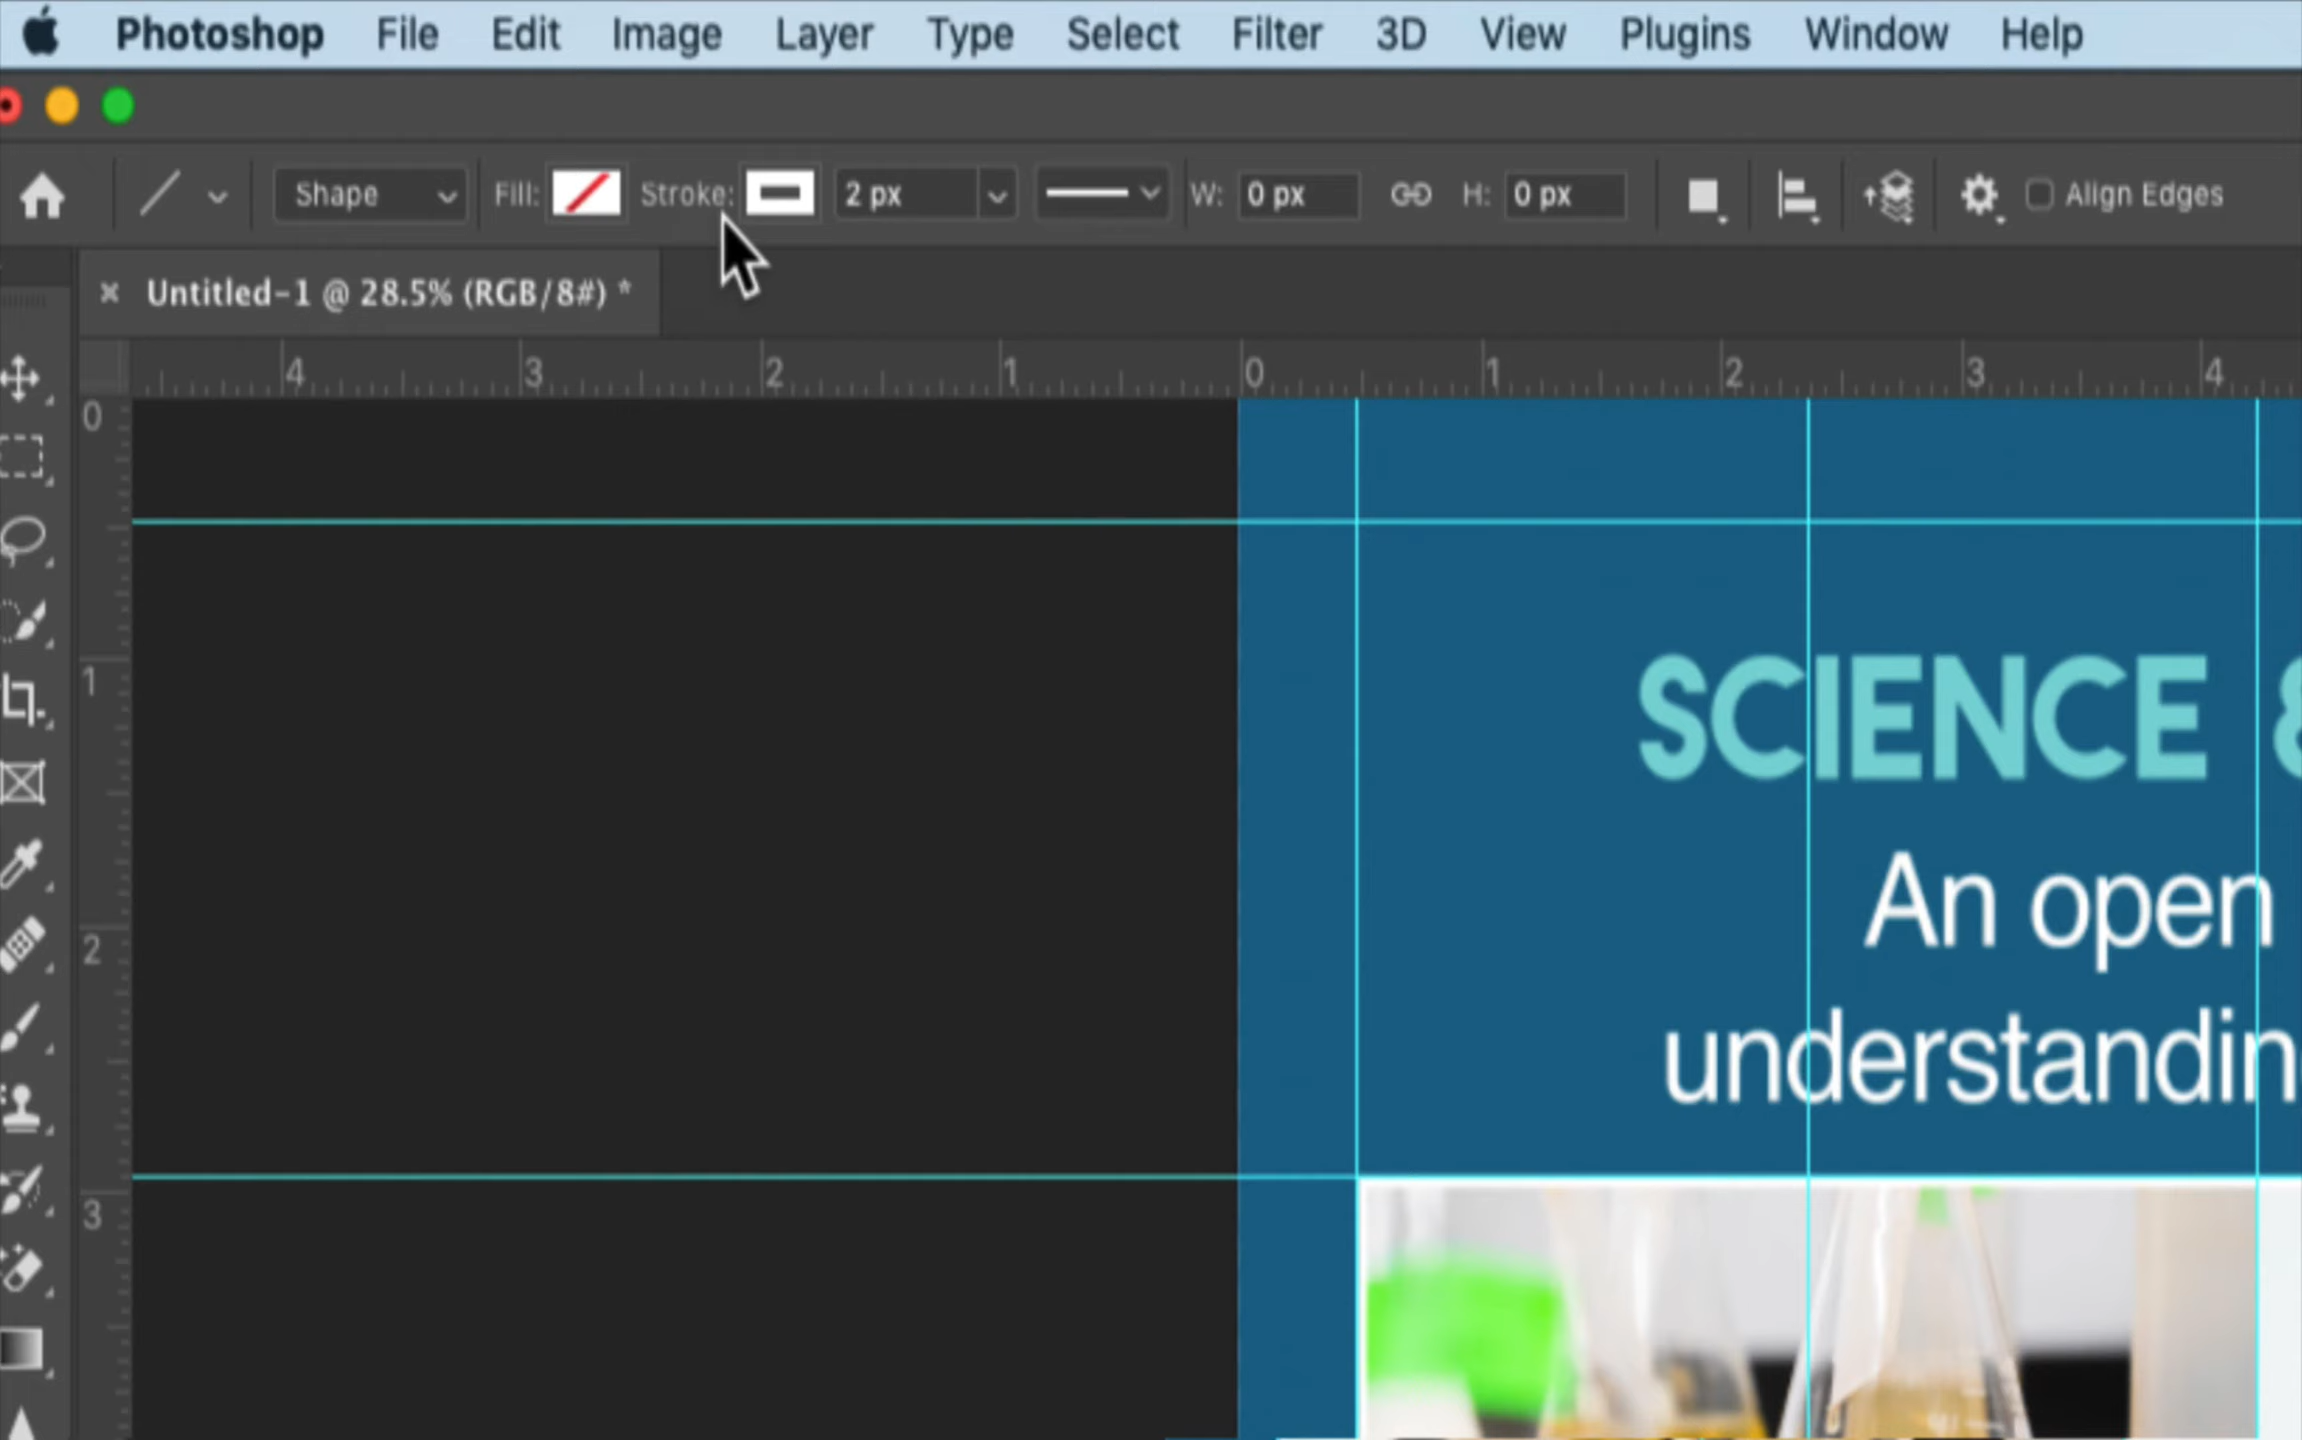 Photoshop File Edit Image Layer Type Select Filter 3D View Plugins Window Help
Shape Fill: Stroke: 2 px W: 0 px H: 0 px Align Edges
× Untitled-1 @ 28.5% (RGB/8#) *
4 3 2 1 0 1 2 3 4
0
1
2
3
SCIENCE &
An open
understandin